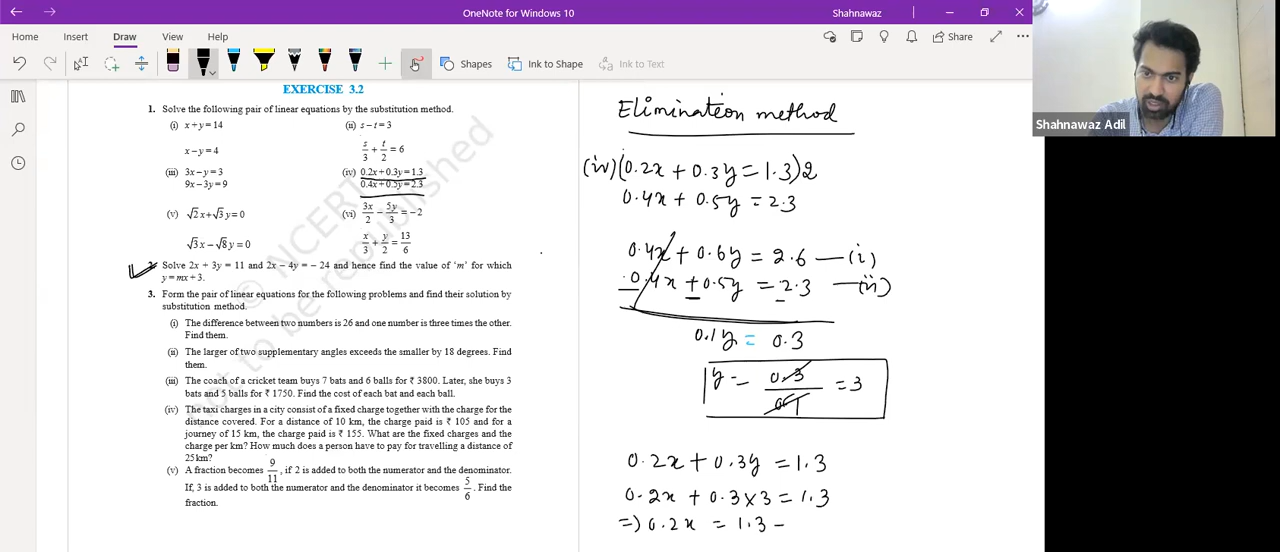 OneNote for Windows 10
Shahnawaz
Home Insert Draw View Help
Share
Shapes
Ink to Shape
Ink to Text
EXERCISE 3.2
1. Solve the following pair of linear equations by the substitution method.
(i) x + y = 14 (ii) s – t = 3
x – y = 4 s/3 + t/2 = 6
(iii) 3x – y = 3 (iv) 0.2x + 0.3y = 1.3
9x – 3y = 9 0.4x + 0.5y = 2.3
(v) √2x + √3y = 0 (vi) 3x/2 – 5y/3 = –2
√3x – √8y = 0 x/3 + y/2 = 13/6
2. Solve 2x + 3y = 11 and 2x – 4y = – 24 and hence find the value of 'm' for which
y = mx + 3.
3. Form the pair of linear equations for the following problems and find their solution by
substitution method.
(i) The difference between two numbers is 26 and one number is three times the other.
Find them.
(ii) The larger of two supplementary angles exceeds the smaller by 18 degrees. Find
them.
(iii) The coach of a cricket team buys 7 bats and 6 balls for ₹ 3800. Later, she buys 3
bats and 5 balls for ₹ 1750. Find the cost of each bat and each ball.
(iv) The taxi charges in a city consist of a fixed charge together with the charge for the
distance covered. For a distance of 10 km, the charge paid is ₹ 105 and for a
journey of 15 km, the charge paid is ₹ 155. What are the fixed charges and the
charge per km? How much does a person have to pay for travelling a distance of
25 km?
(v) A fraction becomes 9/11, if 2 is added to both the numerator and the denominator.
If, 3 is added to both the numerator and the denominator it becomes 5/6. Find the
fraction.
© NCERT
not to be republished
Elimination method
(iv) (0.2x + 0.3y = 1.3)2
0.4x + 0.5y = 2.3
0.4x + 0.6y = 2.6 — (i)
0.4x + 0.5y = 2.3 — (ii)
0.1y = 0.3
y = 0.3/0.1 = 3
0.2x + 0.3y = 1.3
0.2x + 0.3×3 = 1.3
=) 0.2x = 1.3 –
Shahnawaz Adil